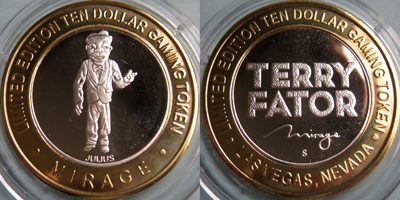 LIMITED EDITION TEN DOLLAR GAMING TOKEN
JULIUS
• MIRAGE •
LIMITED EDITION TEN DOLLAR GAMING TOKEN
TERRY
FATOR
mirage
S
• LAS VEGAS, NEVADA •